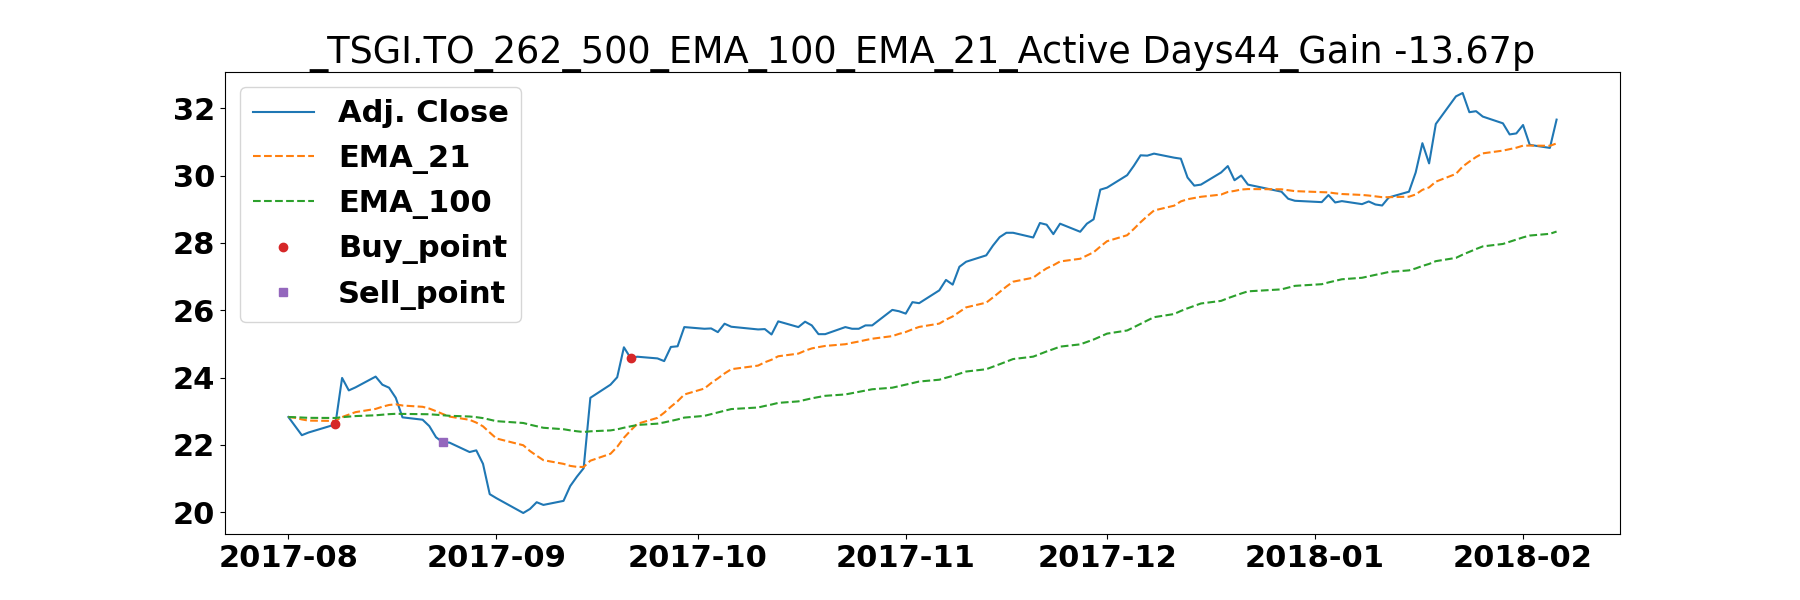 _TSGI.TO_262_500_EMA_100_EMA_21_Active Days44_Gain -13.67p
Adj. Close
EMA_21
EMA_100
Buy_point
Sell_point
32
30
28
26
24
22
20
2017-08 2017-09 2017-10 2017-11 2017-12 2018-01 2018-02